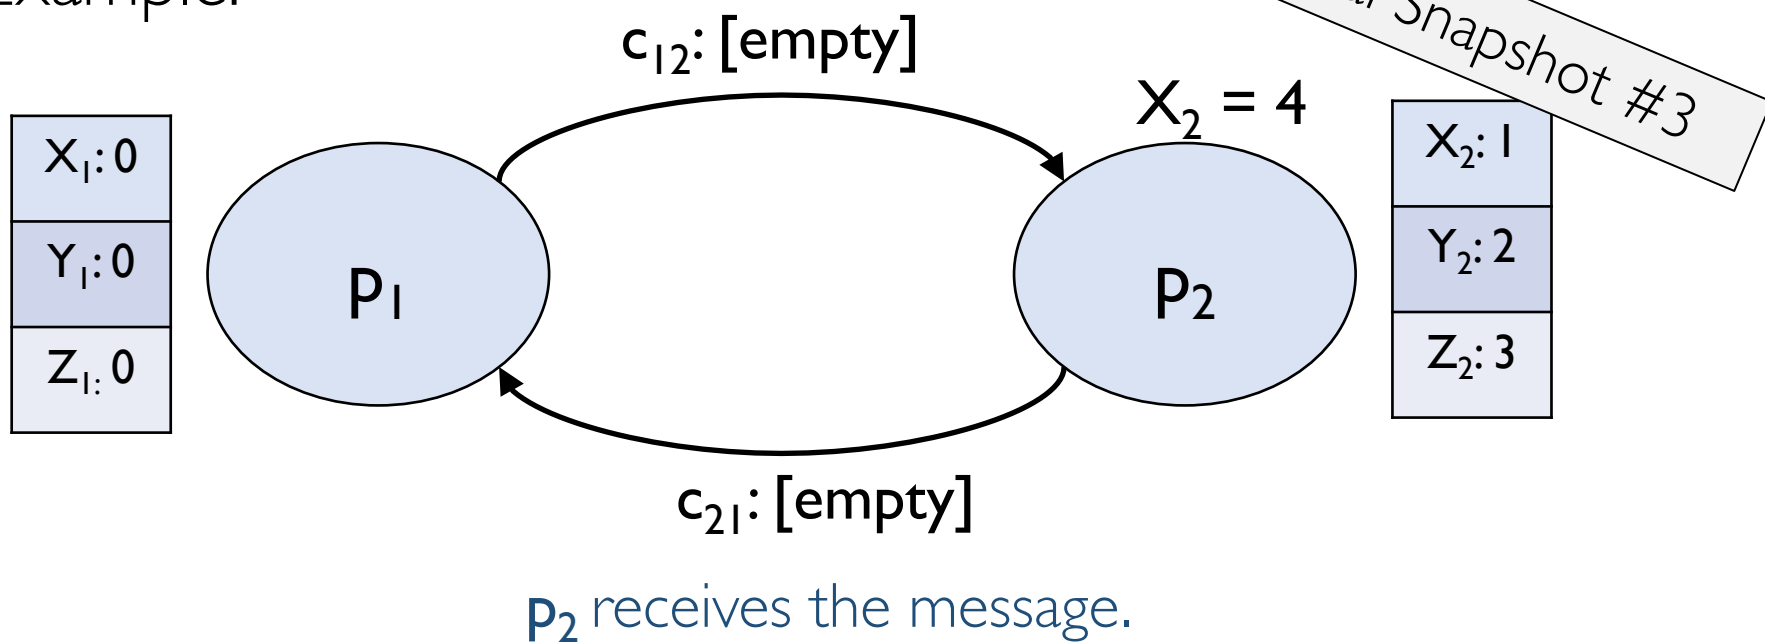 Example:
c₁₂: [empty]
Snapshot #3
X₂ = 4
X₁: 0
Y₁: 0
Z₁: 0
p₁
p₂
X₂: 1
Y₂: 2
Z₂: 3
c₂₁: [empty]
p₂ receives the message.